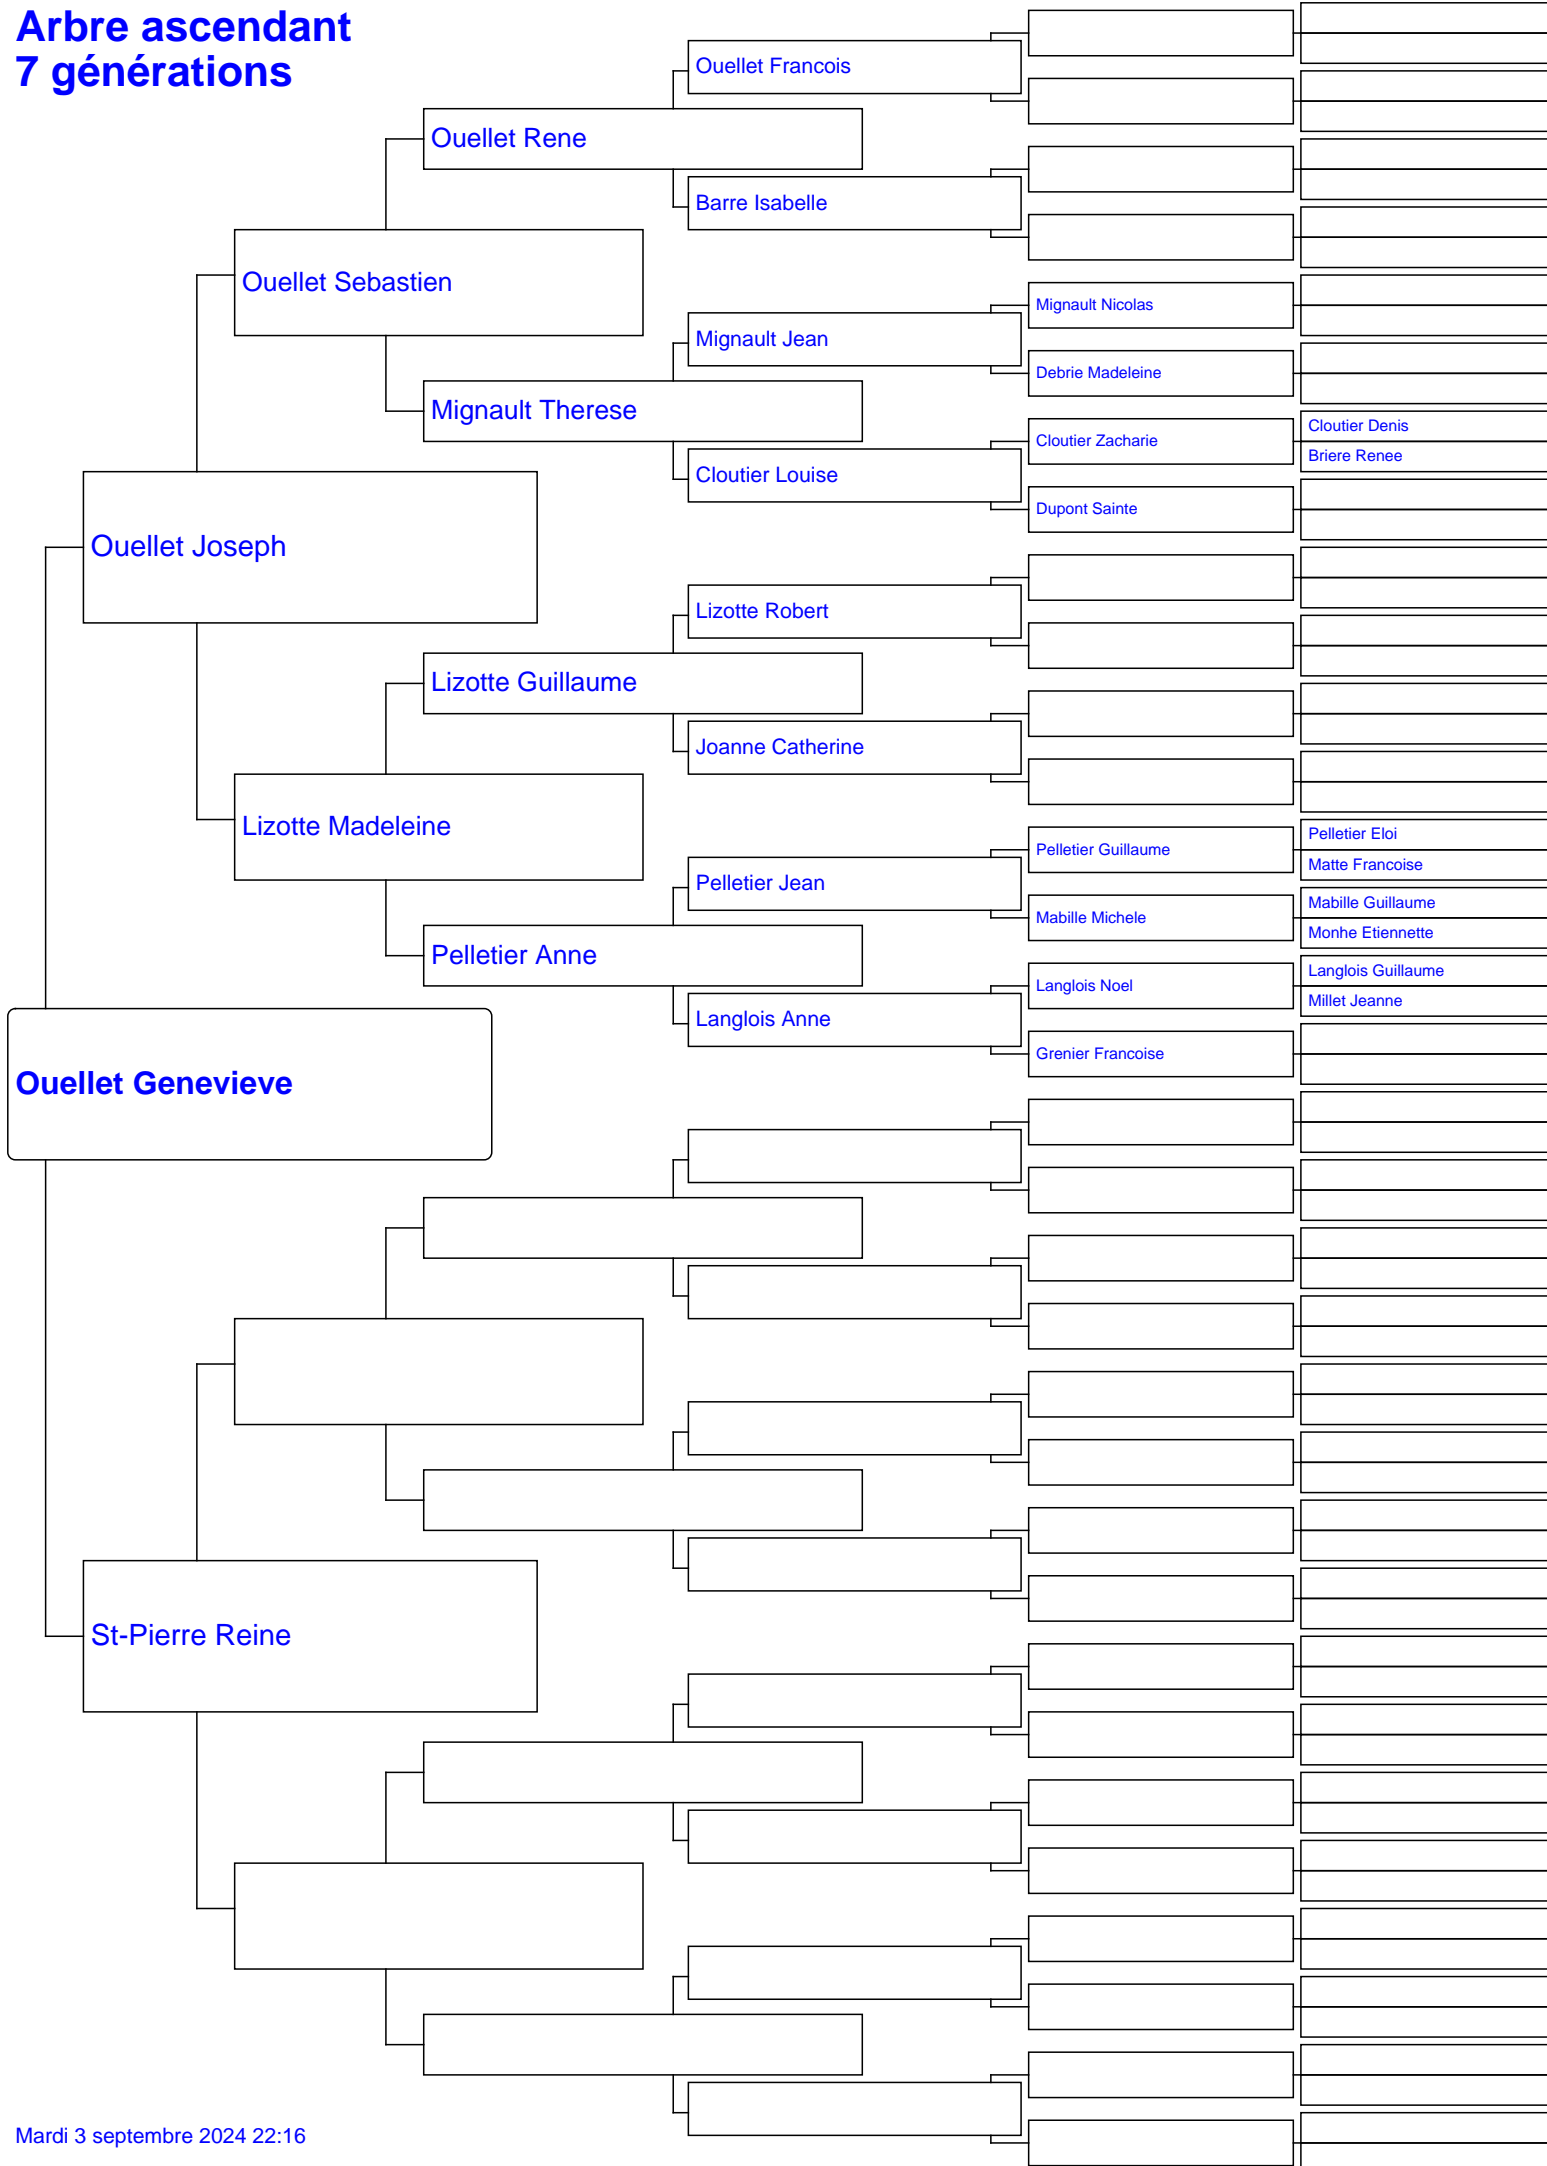 Arbre ascendant
7 générations
Ouellet Francois
Ouellet Rene
Barre Isabelle
Ouellet Sebastien
Mignault Nicolas
Mignault Jean
Debrie Madeleine
Mignault Therese
Cloutier Denis
Cloutier Zacharie
Briere Renee
Cloutier Louise
Dupont Sainte
Ouellet Joseph
Lizotte Robert
Lizotte Guillaume
Joanne Catherine
Lizotte Madeleine
Pelletier Eloi
Pelletier Guillaume
Matte Francoise
Pelletier Jean
Mabille Guillaume
Mabille Michele
Monhe Etiennette
Pelletier Anne
Langlois Guillaume
Langlois Noel
Millet Jeanne
Langlois Anne
Grenier Francoise
Ouellet Genevieve
St-Pierre Reine
Mardi 3 septembre 2024 22:16